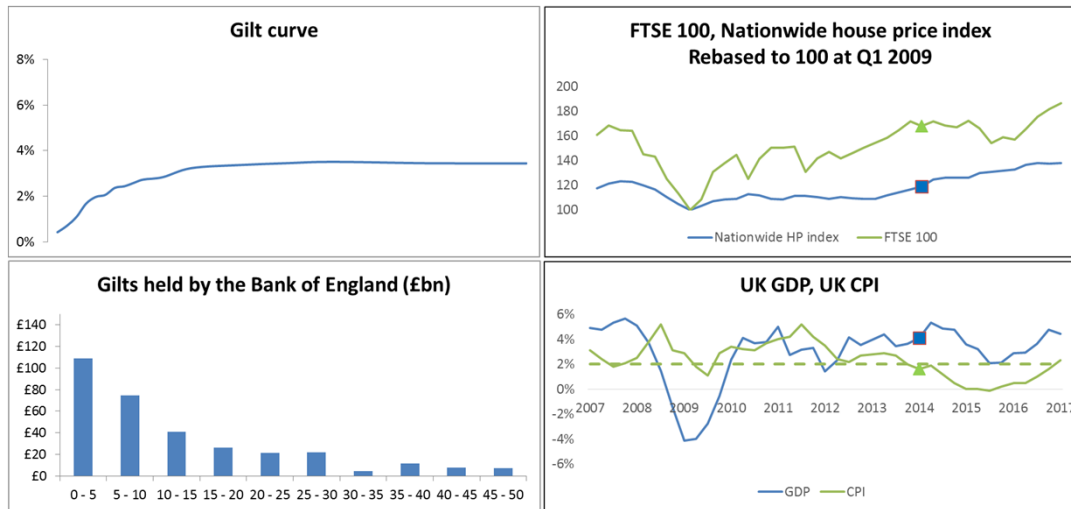 Gilt curve
8%
6%
4%
2%
0%
FTSE 100, Nationwide house price index
Rebased to 100 at Q1 2009
200
180
160
140
120
100
Nationwide HP index
FTSE 100
Gilts held by the Bank of England (£bn)
£140
£120
£100
£80
£60
£40
£20
£0
0 - 5 5 - 10 10 - 15 15 - 20 20 - 25 25 - 30 30 - 35 35 - 40 40 - 45 45 - 50
UK GDP, UK CPI
6%
4%
2%
0%
2007 2008 2009 2010 2011 2012 2013 2014 2015 2016 2017
-2%
-4%
-6%
GDP
CPI